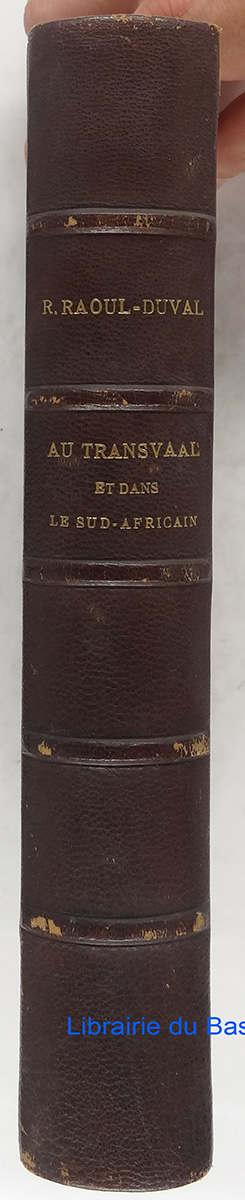 R. RAOUL-DUVAL
AU TRANSVAAL
ET DANS
LE SUD-AFRICAIN
Librairie du Bas